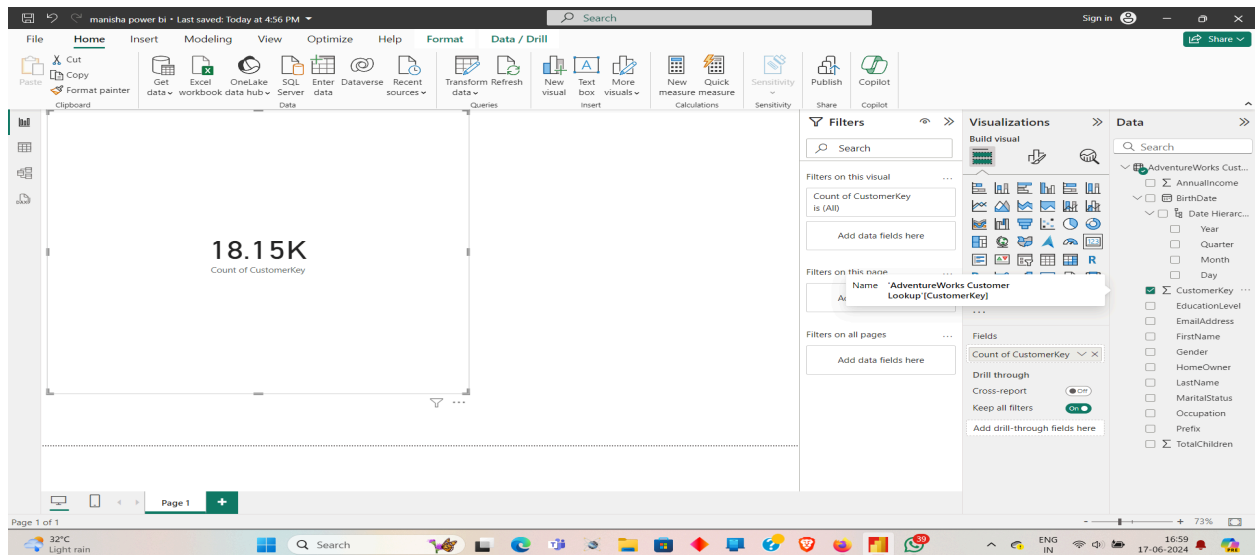 manisha power bi • Last saved: Today at 4:56 PM
Search
Sign in
File Home Insert Modeling View Optimize Help Format Data / Drill
Share
Paste
Cut
Copy
Format painter
Clipboard
Get data
Excel workbook
OneLake data hub
SQL Server
Enter data
Dataverse
Recent sources
Data
Transform data
Refresh
Queries
New visual
Text box
More visuals
Insert
New measure
Quick measure
Calculations
Sensitivity
Sensitivity
Publish
Share
Copilot
Copilot
18.15K
Count of CustomerKey
Filters
Search
Filters on this visual
Count of CustomerKey
is (All)
Add data fields here
Filters on this page
Filters on all pages
Add data fields here
Name 'AdventureWorks Customer
Lookup'[CustomerKey]
Visualizations
Build visual
123
R
Fields
Count of CustomerKey
Drill through
Cross-report
Off
Keep all filters
On
Add drill-through fields here
Data
Search
AdventureWorks Cust...
AnnualIncome
BirthDate
Date Hierarc...
Year
Quarter
Month
Day
CustomerKey
EducationLevel
EmailAddress
FirstName
Gender
HomeOwner
LastName
MaritalStatus
Occupation
Prefix
TotalChildren
Page 1
Page 1 of 1
73%
32°C
Light rain
Search
39
ENG
IN
16:59
17-06-2024